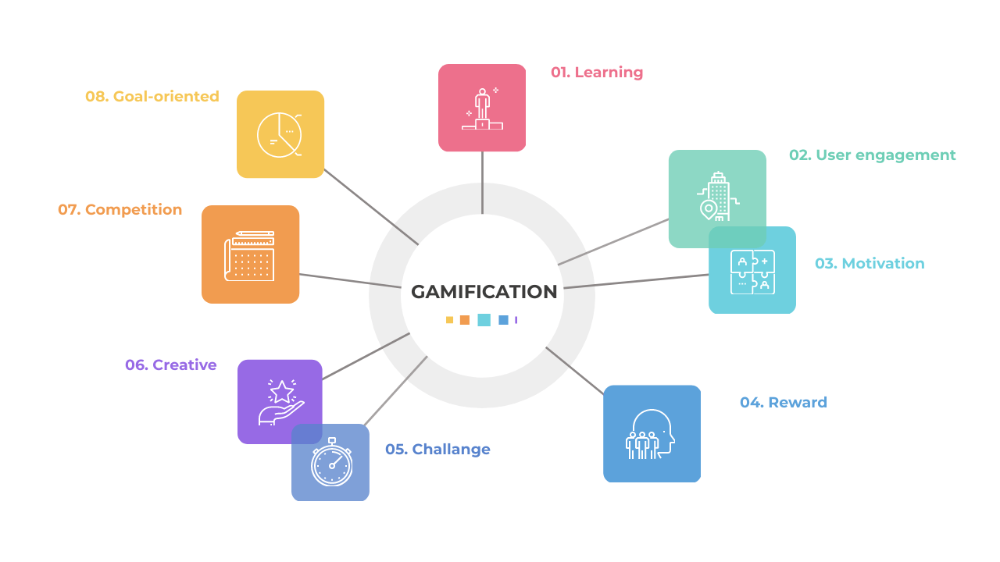 GAMIFICATION
01. Learning
02. User engagement
03. Motivation
04. Reward
05. Challange
06. Creative
07. Competition
08. Goal-oriented